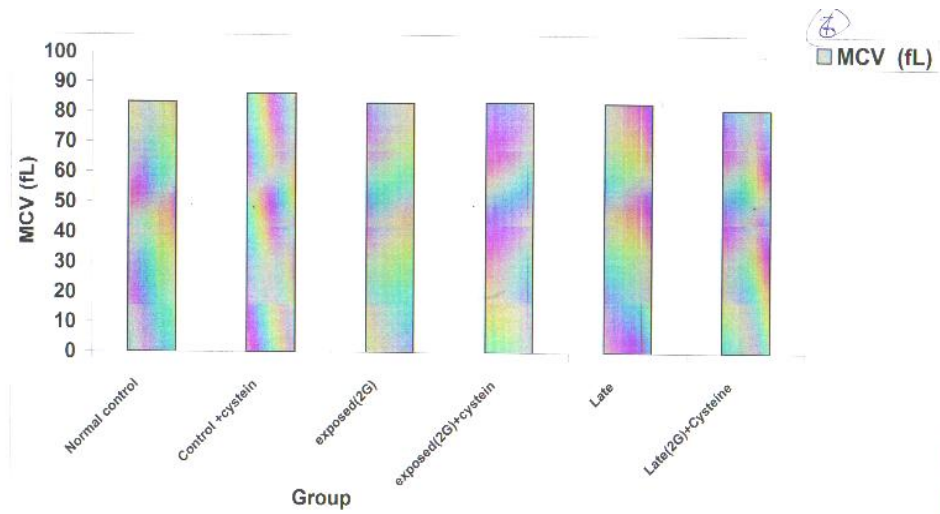 MCV (fL)
100
90
80
70
60
50
40
30
20
10
0
MCV (fL)
Normal control
Control +cystein
exposed(2G)
exposed(2G)+cystein
Late
Late(2G)+Cysteine
Group